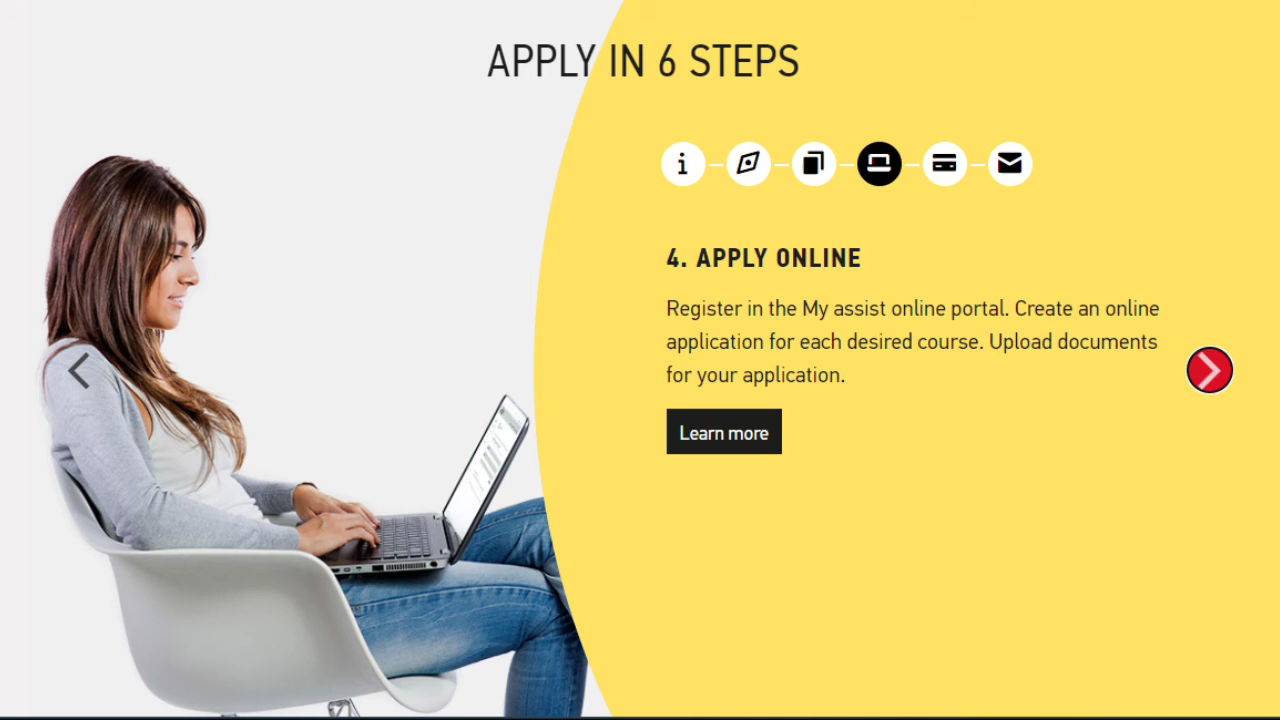 APPLY IN 6 STEPS
4. APPLY ONLINE
Register in the My assist online portal. Create an online
application for each desired course. Upload documents
for your application.
Learn more